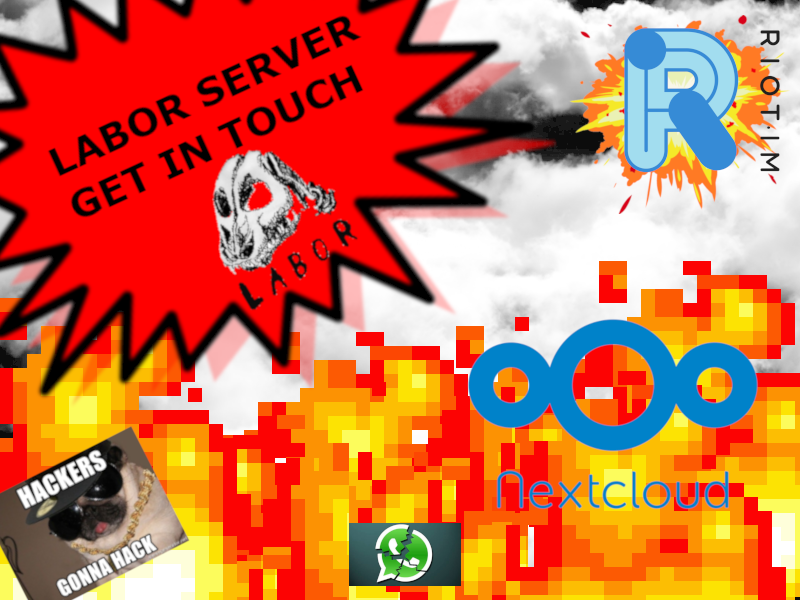 LABOR SERVER
GET IN TOUCH
LABOR
RIOT.IM
Nextcloud
HACKERS
GONNA HACK